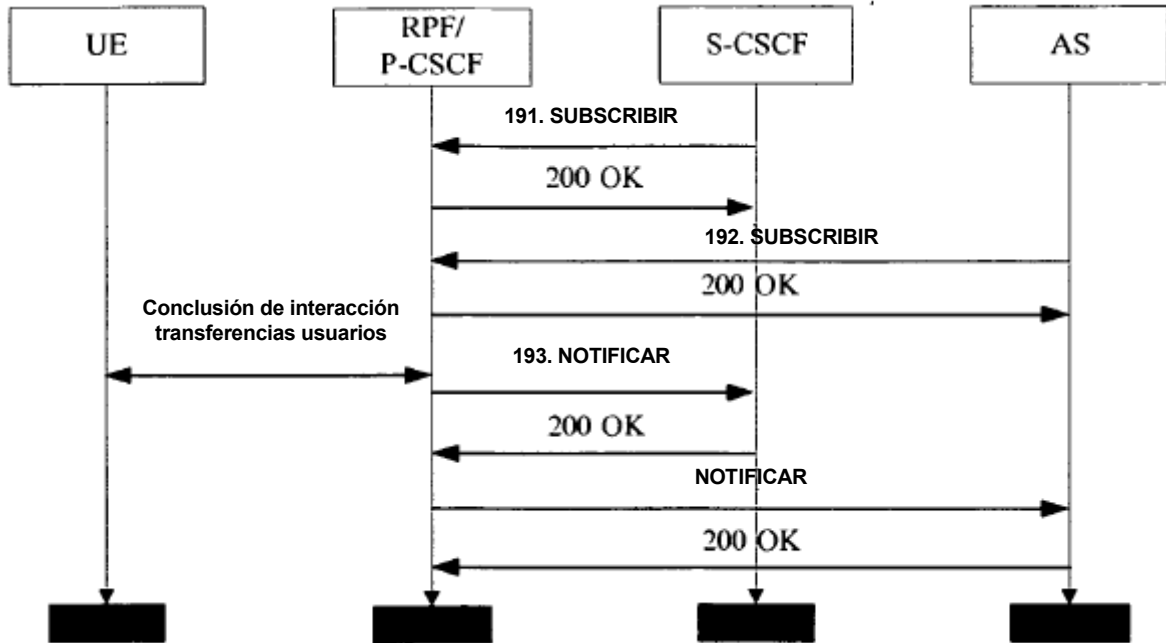 UE
RPF/
P-CSCF
S-CSCF
AS
191. SUBSCRIBIR
200 OK
192. SUBSCRIBIR
200 OK
Conclusión de interacción
transferencias usuarios
193. NOTIFICAR
200 OK
NOTIFICAR
200 OK